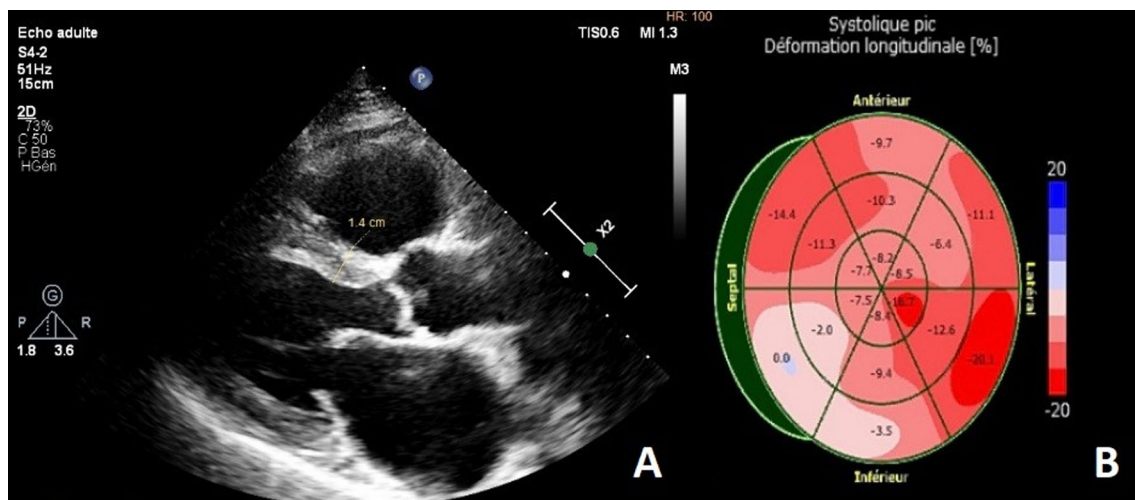 Echo adulte
S4-2
51Hz
15cm
2D
73%
C 50
P Bas
HGén
HR: 100
TIS0.6 MI 1.3
M3
P
1.4 cm
X2
G
P R
1.8 3.6
A
Systolique pic
Déformation longitudinale [%]
Antérieur
-9.7
-14.4
-11.1
-10.3
-11.3
-6.4
-8.2
-7.7
-8.5
Septal
Latéral
-7.5
-16.7
-8.4
-2.0
-12.6
0.0
-20.1
-9.4
-3.5
Inférieur
20
-20
B